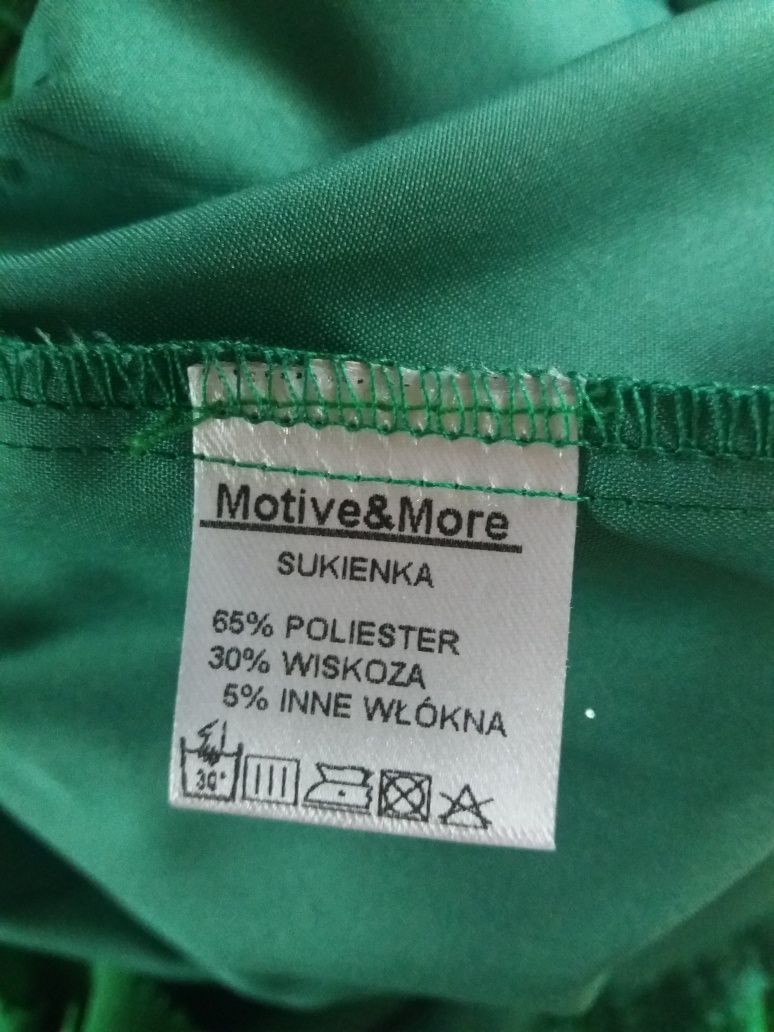 Motive&More
SUKIENKA
65% POLIESTER
30% WISKOZA
5% INNE WŁÓKNA
30°